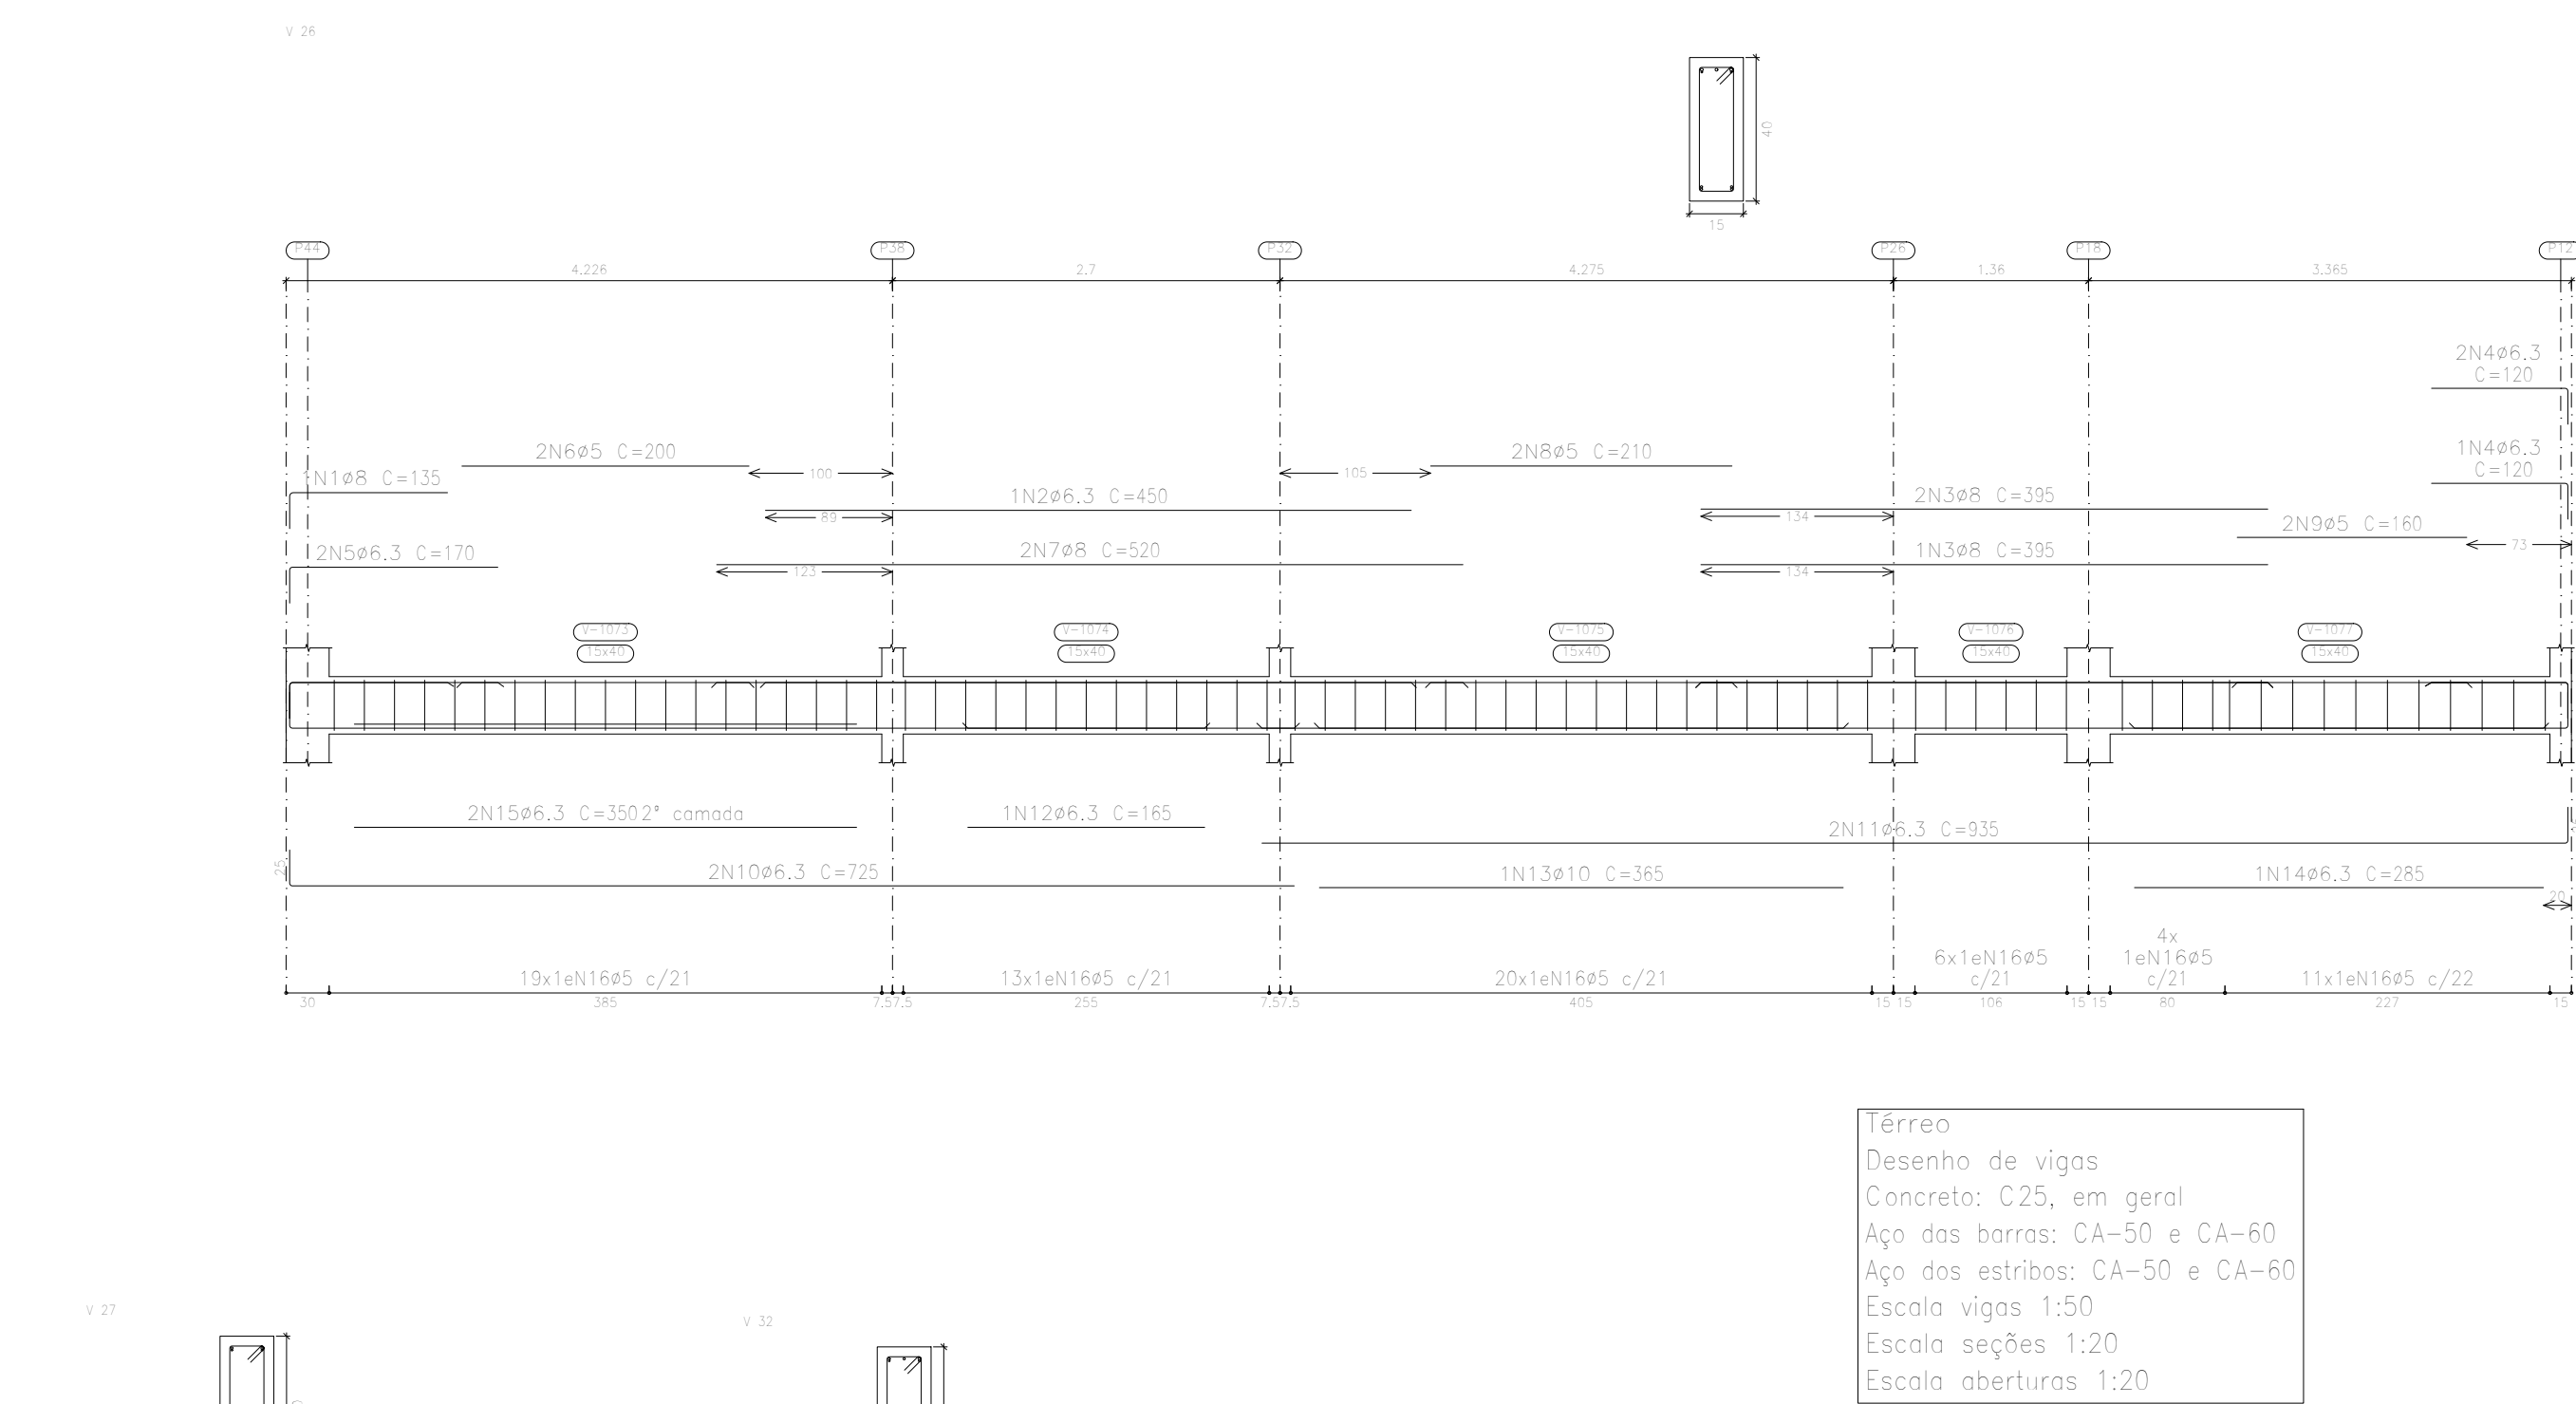 V 26
40
15
P44
P38
P32
P26
P18
P12
4.226
2.7
4.275
1.36
3.365
2N4ø6.3
C=120
2N6ø5 C=200
100
105
2N8ø5 C=210
1N4ø6.3
C=120
1N1ø8 C=135
1N2ø6.3 C=450
89
2N3ø8 C=395
134
2N9ø5 C=160
73
2N5ø6.3 C=170
2N7ø8 C=520
123
1N3ø8 C=395
134
V-1073
V-1074
V-1075
V-1076
V-1077
15x40
15x40
15x40
15x40
15x40
2N15ø6.3 C=350 2ª camada
1N12ø6.3 C=165
2N11ø6.3 C=935
25
2N10ø6.3 C=725
1N13ø10 C=365
1N14ø6.3 C=285
20
19x1eN16ø5 c/21
13x1eN16ø5 c/21
20x1eN16ø5 c/21
6x1eN16ø5
c/21
4x
1eN16ø5
c/21
11x1eN16ø5 c/22
30
385
7.5
7.5
255
7.5
7.5
405
15
15
106
15
15
80
227
15
Térreo
Desenho de vigas
Concreto: C25, em geral
Aço das barras: CA-50 e CA-60
Aço dos estribos: CA-50 e CA-60
Escala vigas 1:50
Escala seções 1:20
Escala aberturas 1:20
V 27
V 32